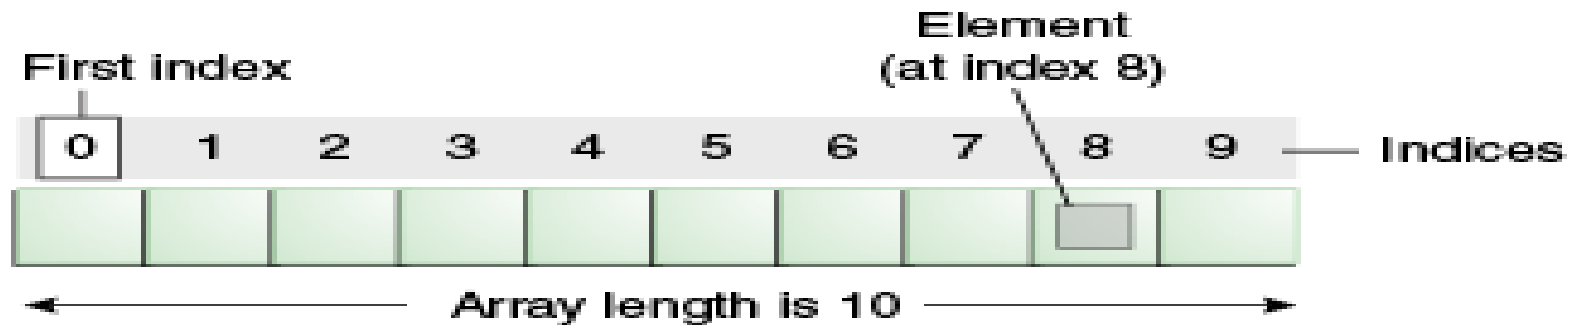 Element
(at index 8)
First index
0 1 2 3 4 5 6 7 8 9
Indices
Array length is 10